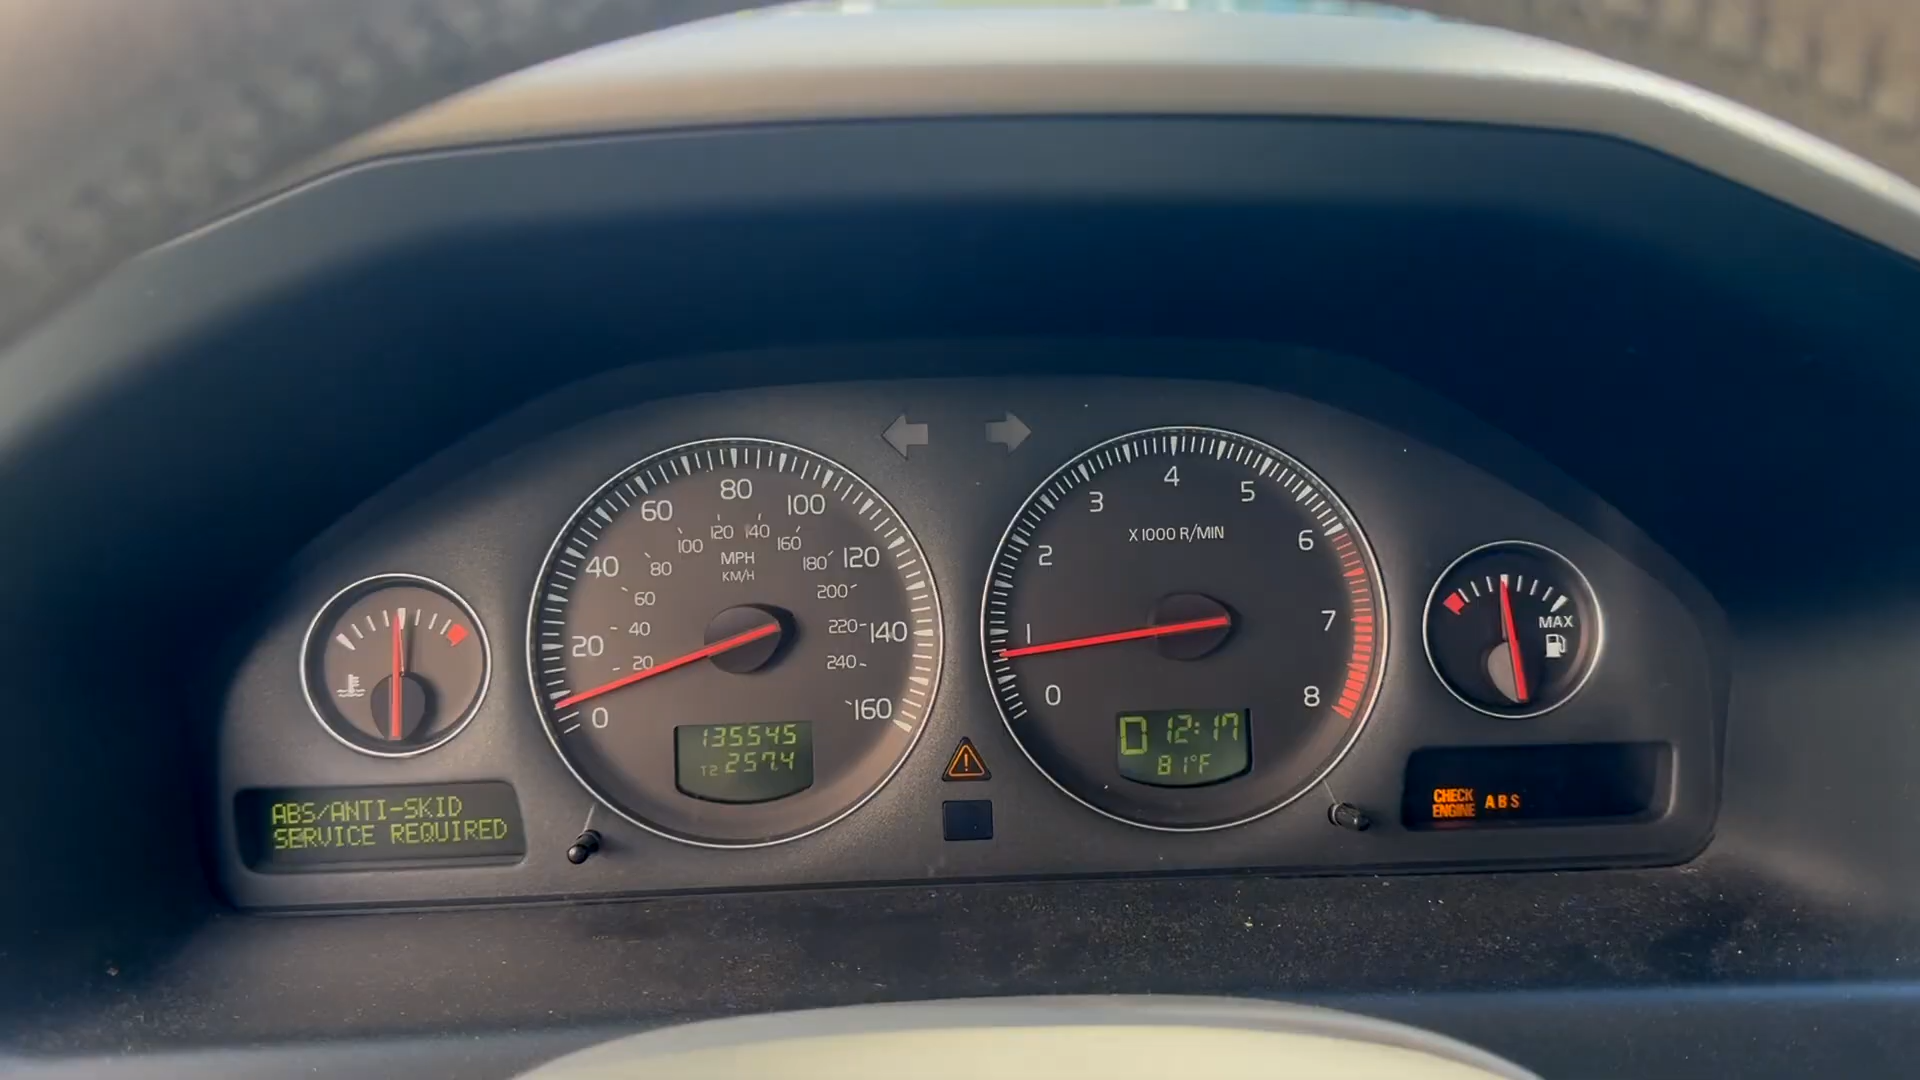 20
40
60
80
100
120
140
160
0
20
40
60
80
100
120
140
160
180
200
220
240
MPH
KM/H
135545
T2 257.4
ABS/ANTI-SKID
SERVICE REQUIRED
0
1
2
3
4
5
6
7
8
X1000 R/MIN
D 12:17
81°F
MAX
CHECK
ENGINE
ABS